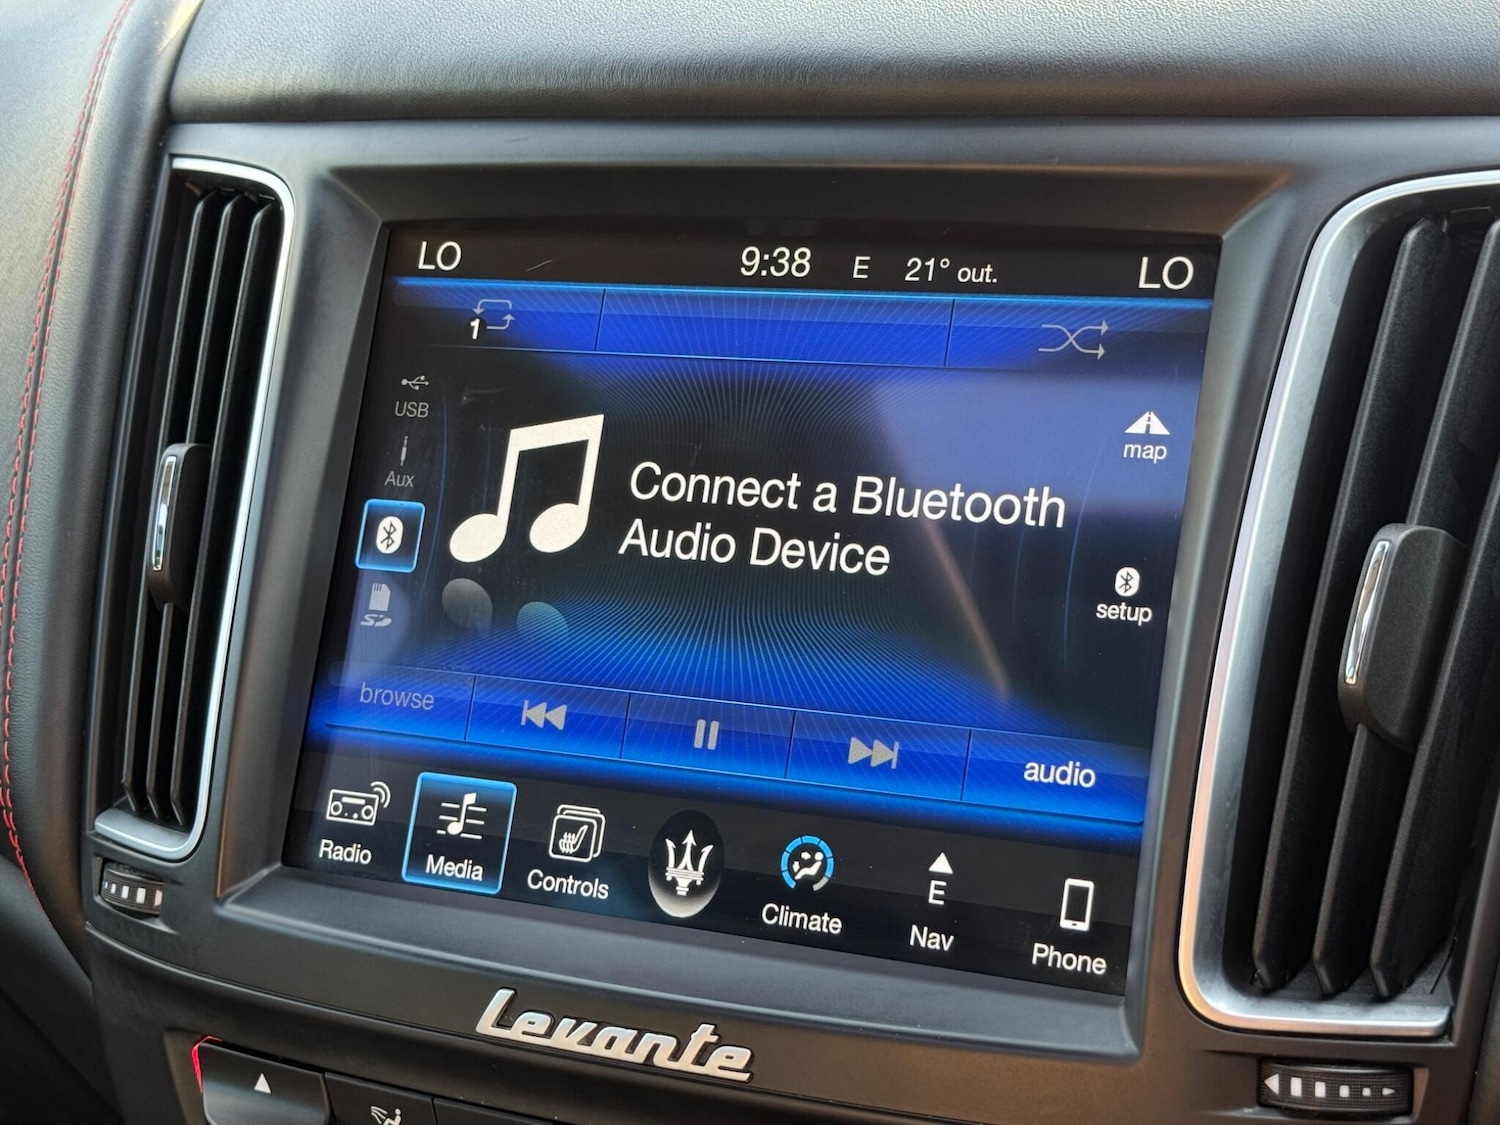 LO 9:38 E 21° out. LO
1
USB
map
Aux
Connect a Bluetooth
Audio Device
setup
browse
audio
Radio
Media
Controls
Climate
E
Nav
Phone
Levante